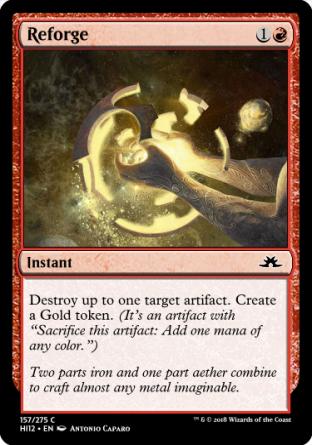 Reforge 1
Instant
Destroy up to one target artifact. Create
a Gold token. (It's an artifact with
“Sacrifice this artifact: Add one mana of
any color.”)
Two parts iron and one part aether combine
to craft almost any metal imaginable.
157/275 C
HI12 • EN ANTONIO CAPARO
™ & © 2018 Wizards of the Coast